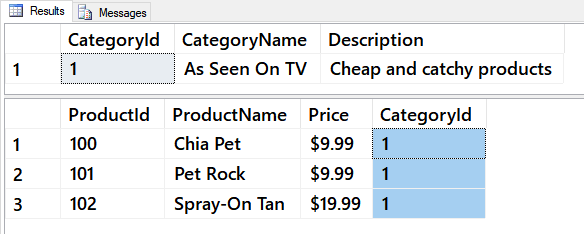 Results Messages
CategoryId CategoryName Description
1 1 As Seen On TV Cheap and catchy products
ProductId ProductName Price CategoryId
1 100 Chia Pet $9.99 1
2 101 Pet Rock $9.99 1
3 102 Spray-On Tan $19.99 1